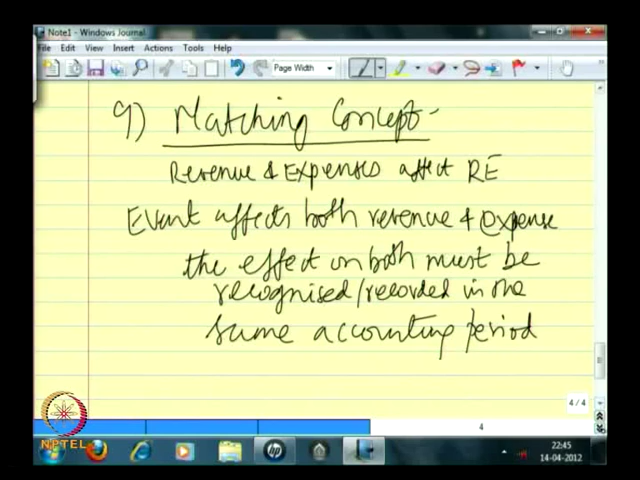 Note1 - Windows Journal
File Edit View Insert Actions Tools Help
Page Width
9) Matching Concept-
Revenue & Expenses affect RE
Event affects both revenue & expense
the effect on both must be
recognised/recorded in the
same accounting period
4/4
4
NPTEL
22:45
14-04-2012